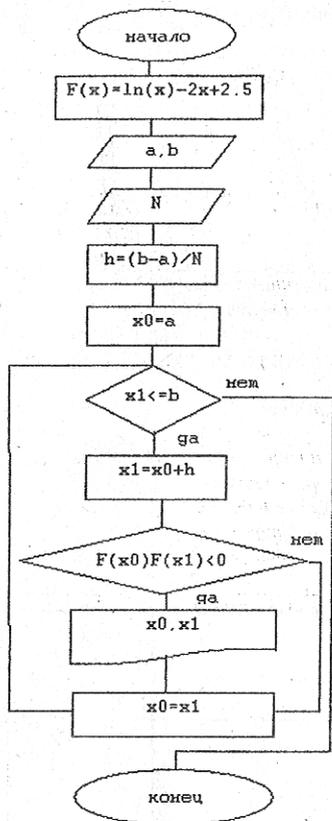 начало
F(x)=ln(x)-2x+2.5
a,b
N
h=(b-a)/N
x0=a
x1<=b
нет
да
x1=x0+h
F(x0)F(x1)<0
нет
да
x0,x1
x0=x1
конец